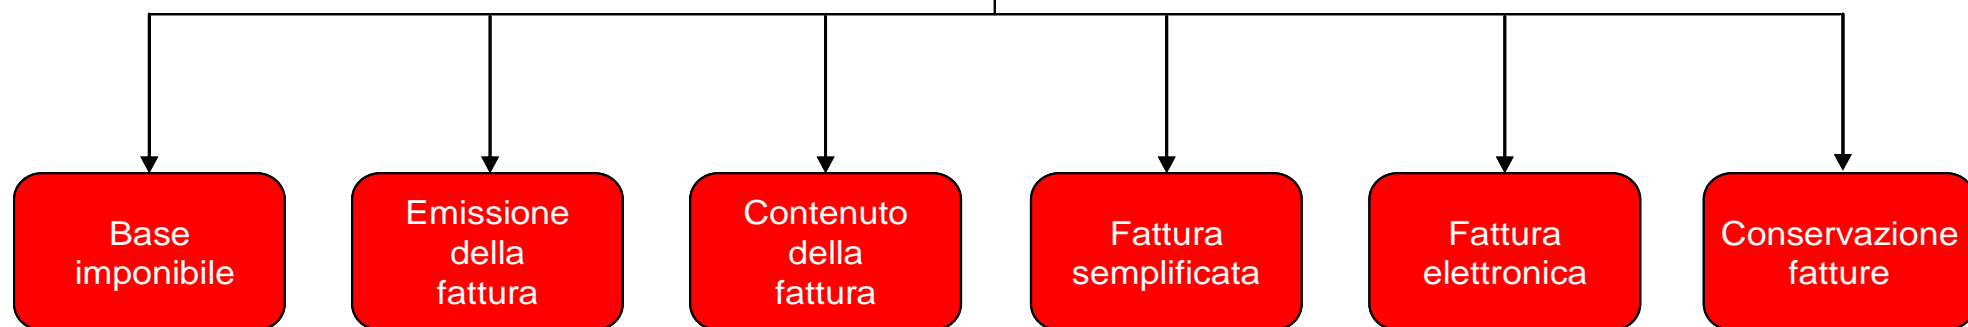 Base
imponibile
Emissione
della
fattura
Contenuto
della
fattura
Fattura
semplificata
Fattura
elettronica
Conservazione
fatture